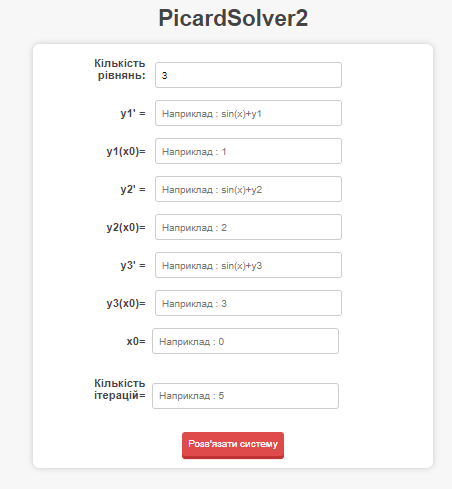 PicardSolver2
Кількість
рівнянь:
3
y1' =
Наприклад : sin(x)+y1
y1(x0)=
Наприклад : 1
y2' =
Наприклад : sin(x)+y2
y2(x0)=
Наприклад : 2
y3' =
Наприклад : sin(x)+y3
y3(x0)=
Наприклад : 3
x0=
Наприклад : 0
Кількість
ітерацій=
Наприклад : 5
Розв'язати систему